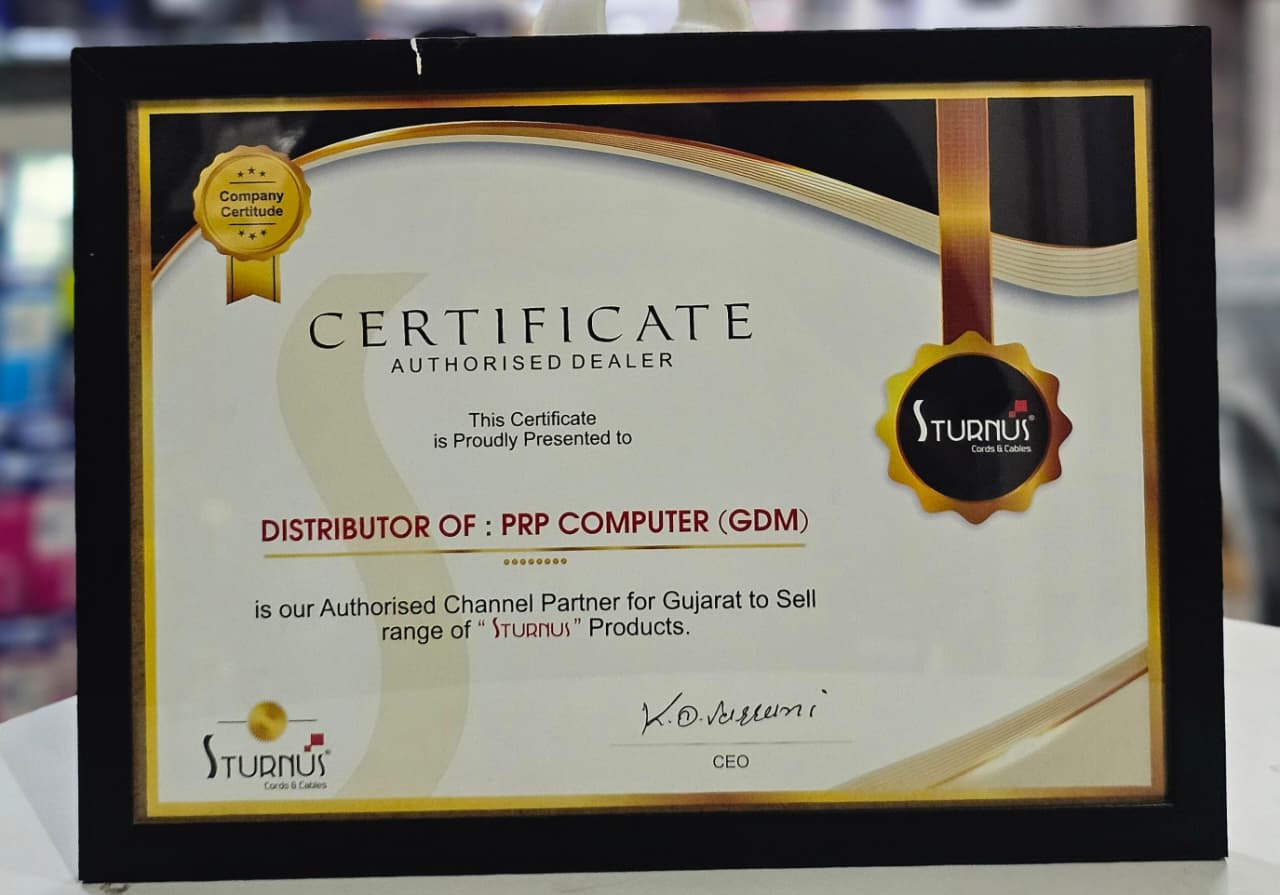 Company
Certitude
CERTIFICATE
AUTHORISED DEALER
This Certificate
is Proudly Presented to
STURNUS®
Cords & Cables
DISTRIBUTOR OF : PRP COMPUTER (GDM)
is our Authorised Channel Partner for Gujarat to Sell
range of “ STURNUS” Products.
CEO
STURNUS®
Cords & Cables